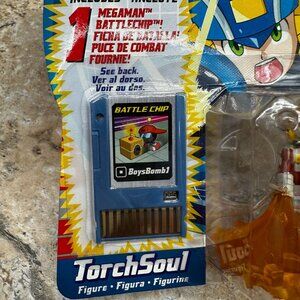 1
MEGAMAN™
BATTLECHIP™!
FICHA DE BATALLA!
PUCE DE COMBAT
FOURNIE!
See back.
Ver al dorso.
Voir au dos.
BATTLE CHIP
BoysBomb1
TorchSoul
Figure • Figura • Figurine